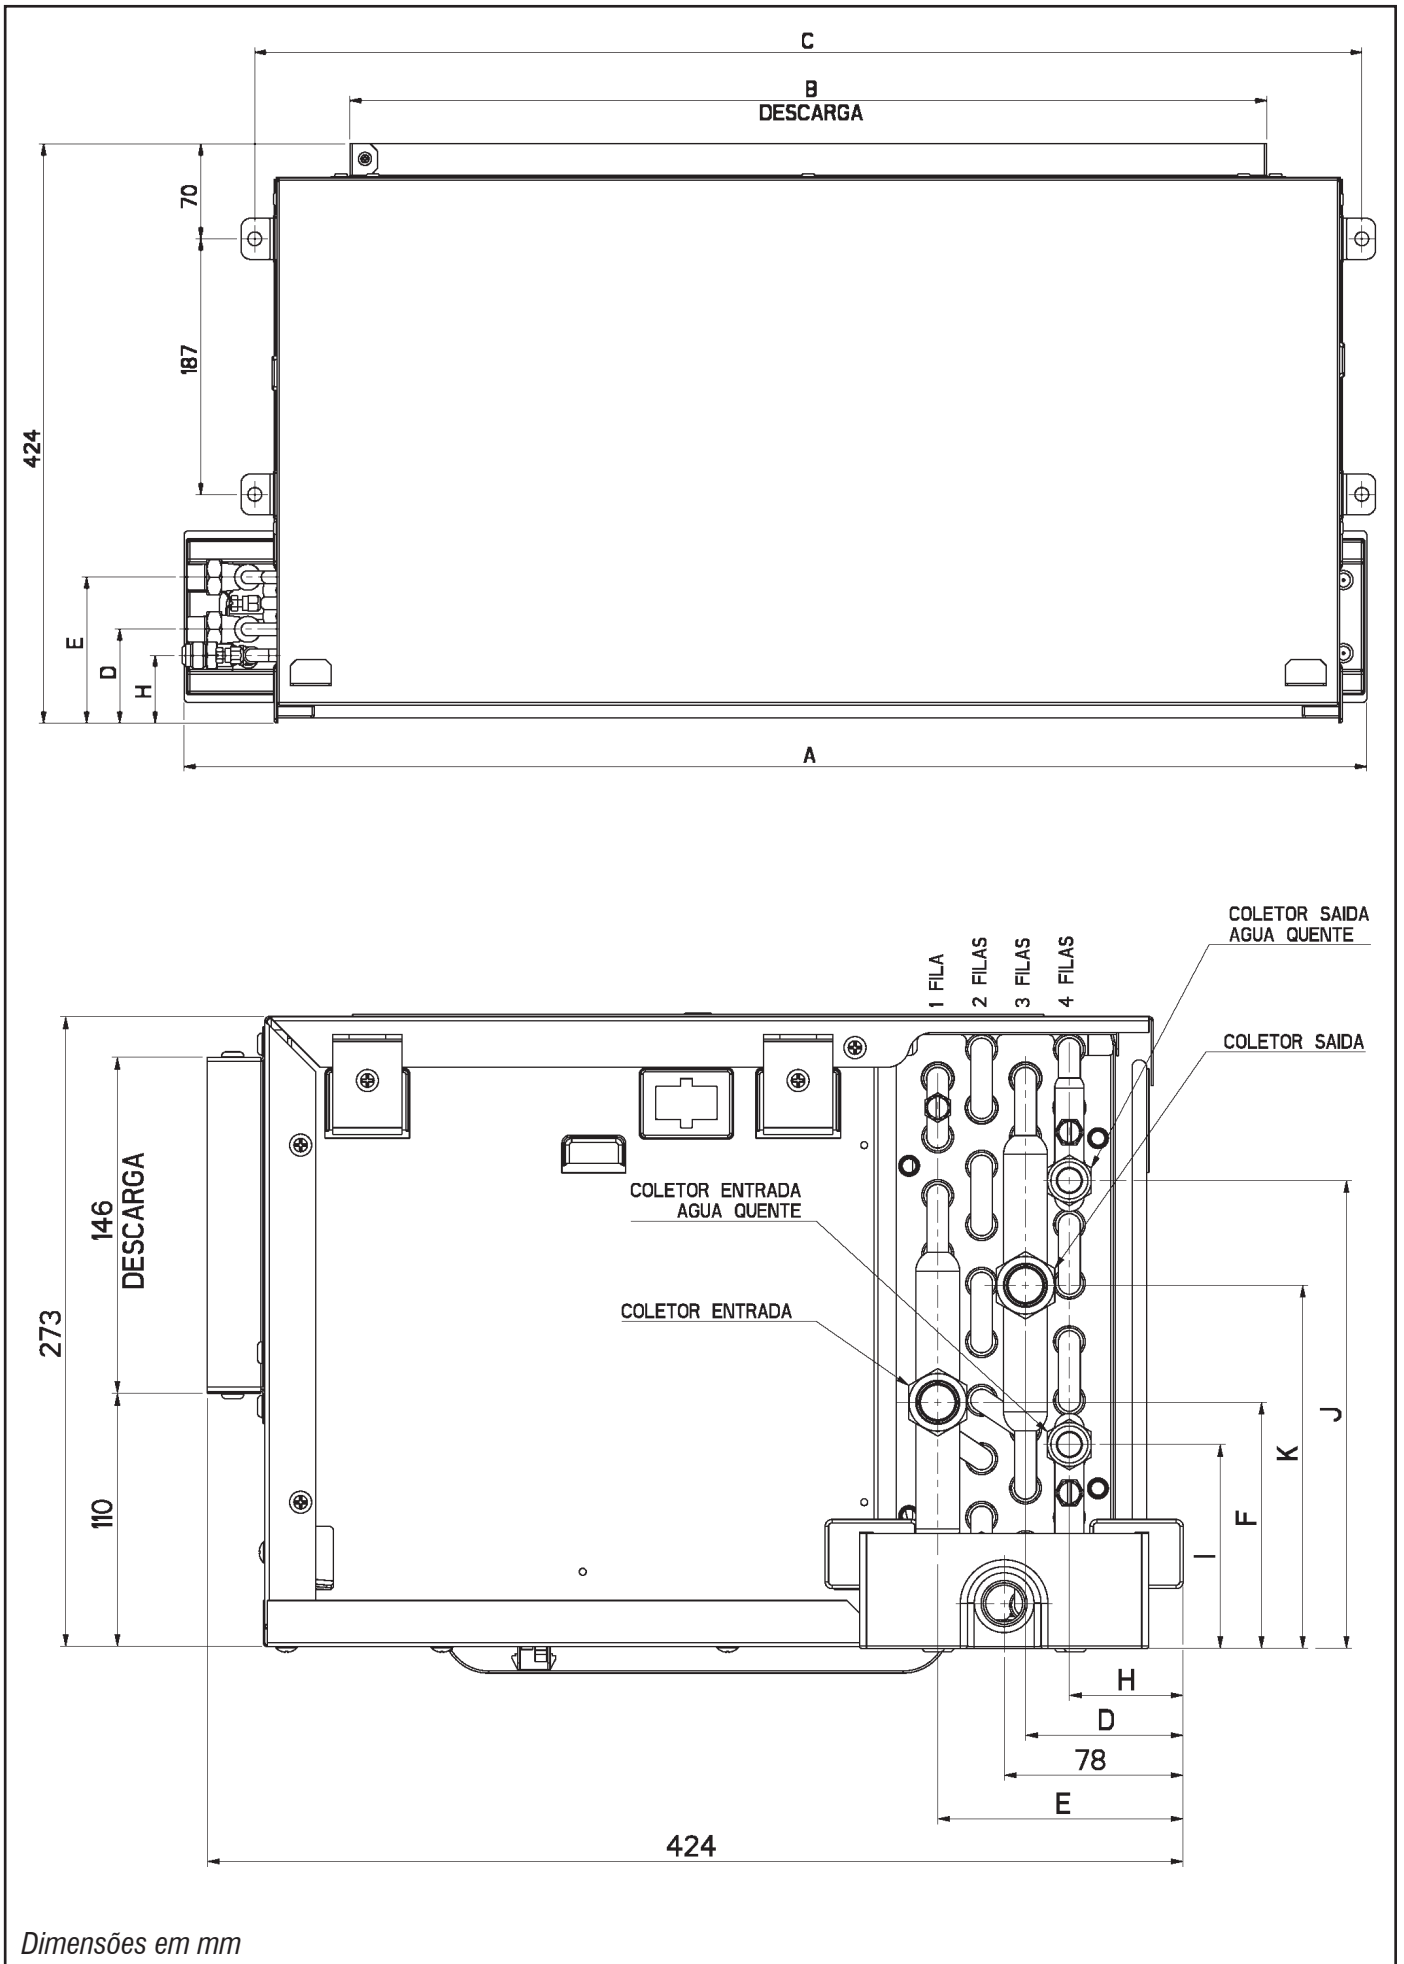 C
B
DESCARGA
70
187
424
E
D
H
A
COLETOR SAIDA
AGUA QUENTE
1 FILA
2 FILAS
3 FILAS
4 FILAS
COLETOR SAIDA
146
DESCARGA
COLETOR ENTRADA
AGUA QUENTE
COLETOR ENTRADA
273
110
J
K
F
I
H
D
78
E
424
Dimensões em mm